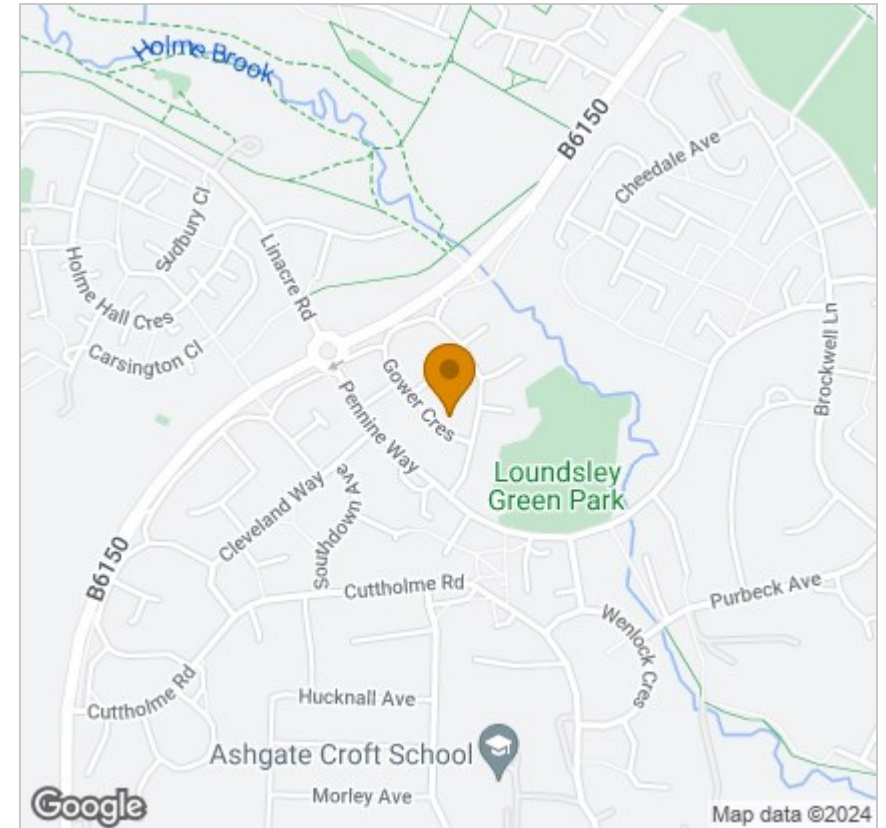 Holme Brook
B6150
Cheedale Ave
Sudbury Cl
Linacre Rd
Holme Hall Cres
Carsington Cl
Brockwell Ln
Gower Cres
Pennine Way
Loundsley
Green Park
Cleveland Way
Southdown Ave
B6150
Cuttholme Rd
Purbeck Ave
Wenlock Cres
Cuttholme Rd
Hucknall Ave
Ashgate Croft School
Morley Ave
Google
Map data ©2024